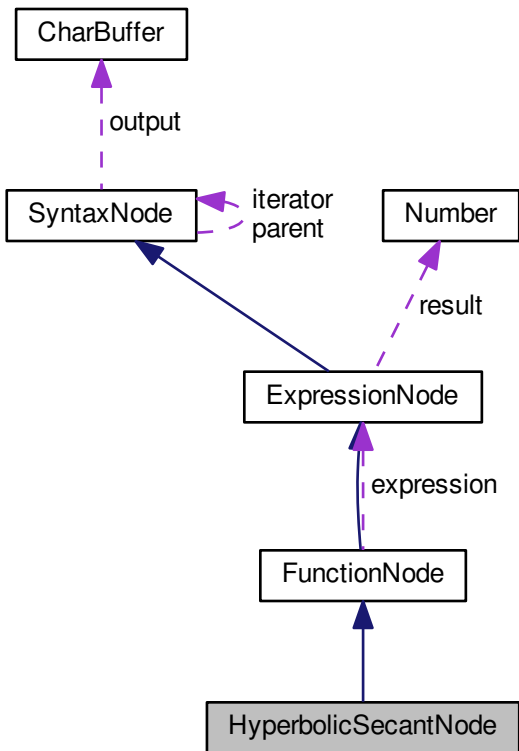 CharBuffer
output
SyntaxNode
iterator
parent
Number
result
ExpressionNode
expression
FunctionNode
HyperbolicSecantNode